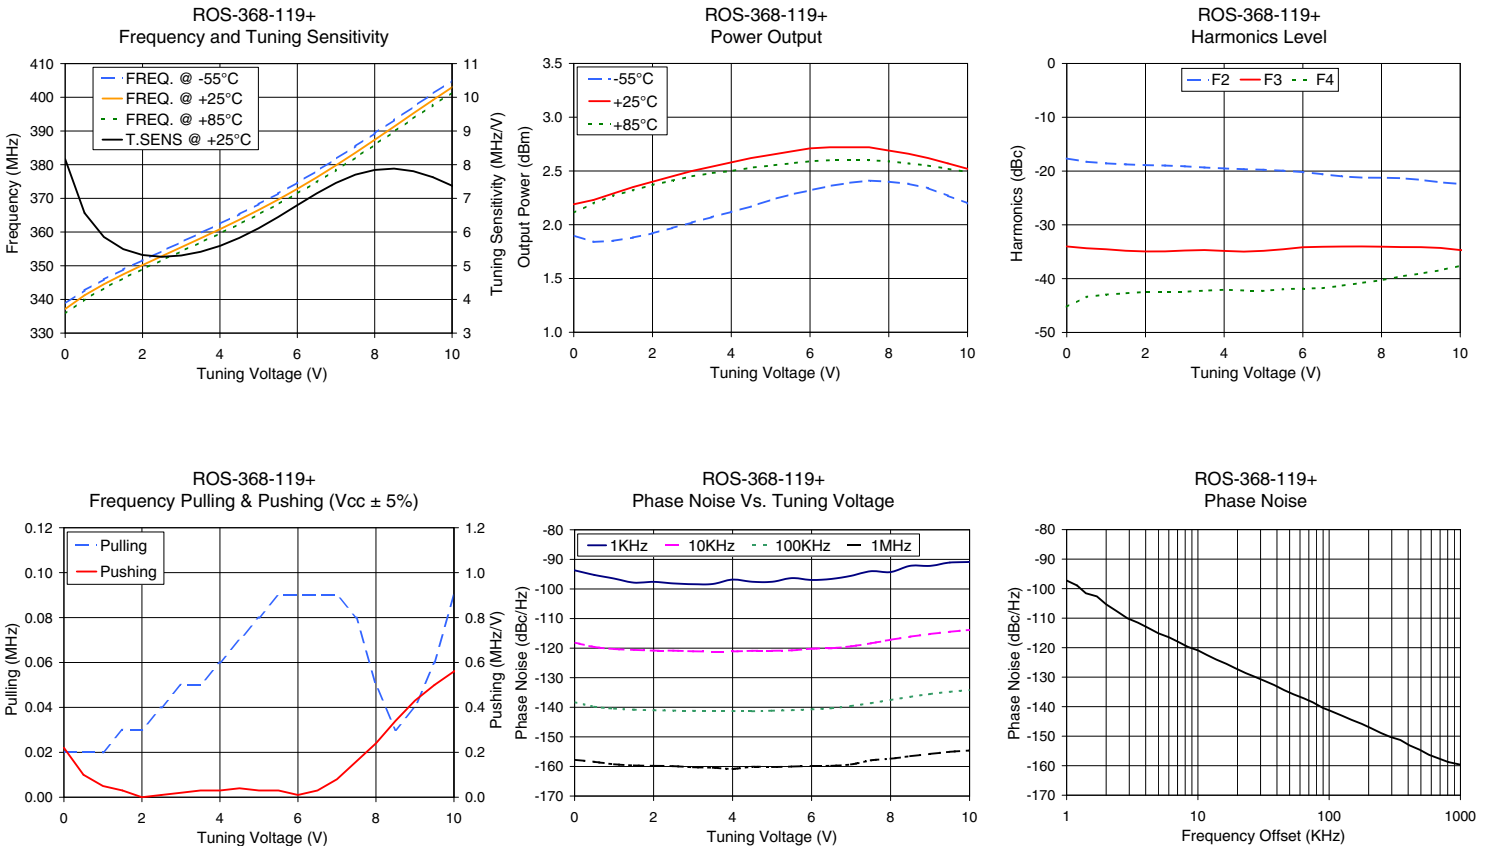 ROS-368-119+
Frequency and Tuning Sensitivity
410
400
390
380
370
360
350
340
330
11
10
9
8
7
6
5
4
3
0
2
4
6
8
10
Frequency (MHz)
Tuning Sensitivity (MHz/V)
Tuning Voltage (V)
FREQ. @ -55°C
FREQ. @ +25°C
FREQ. @ +85°C
T.SENS @ +25°C
ROS-368-119+
Power Output
3.5
3.0
2.5
2.0
1.5
1.0
0
2
4
6
8
10
Output Power (dBm)
Tuning Voltage (V)
-55°C
+25°C
+85°C
ROS-368-119+
Harmonics Level
0
-10
-20
-30
-40
-50
0
2
4
6
8
10
Harmonics (dBc)
Tuning Voltage (V)
F2
F3
F4
ROS-368-119+
Frequency Pulling & Pushing (Vcc ± 5%)
0.12
0.10
0.08
0.06
0.04
0.02
0.00
1.2
1.0
0.8
0.6
0.4
0.2
0.0
0
2
4
6
8
10
Pulling (MHz)
Pushing (MHz/V)
Tuning Voltage (V)
Pulling
Pushing
ROS-368-119+
Phase Noise Vs. Tuning Voltage
-80
-90
-100
-110
-120
-130
-140
-150
-160
-170
0
2
4
6
8
10
Phase Noise (dBc/Hz)
Tuning Voltage (V)
1KHz
10KHz
100KHz
1MHz
ROS-368-119+
Phase Noise
-80
-90
-100
-110
-120
-130
-140
-150
-160
-170
1
10
100
1000
Phase Noise (dBc/Hz)
Frequency Offset (KHz)